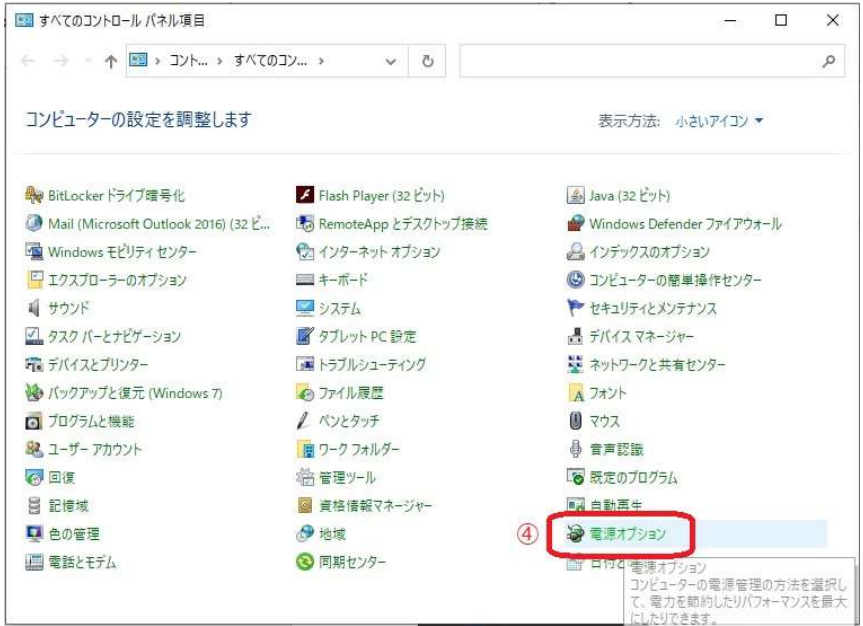 すべてのコントロール パネル項目
コント... › すべてのコン... ›
コンピューターの設定を調整します
表示方法: 小さいアイコン
BitLocker ドライブ暗号化
Flash Player (32 ビット)
Java (32 ビット)
Mail (Microsoft Outlook 2016) (32 ビ...
RemoteApp とデスクトップ接続
Windows Defender ファイアウォール
Windows モビリティ センター
インターネット オプション
インデックスのオプション
エクスプローラーのオプション
キーボード
コンピューターの簡単操作センター
サウンド
システム
セキュリティとメンテナンス
タスク バーとナビゲーション
タブレット PC 設定
デバイス マネージャー
デバイスとプリンター
トラブルシューティング
ネットワークと共有センター
バックアップと復元 (Windows 7)
ファイル履歴
フォント
プログラムと機能
ペンとタッチ
マウス
ユーザー アカウント
ワーク フォルダー
音声認識
回復
管理ツール
既定のプログラム
記憶域
資格情報マネージャー
自動再生
色の管理
地域
④
電源オプション
電話とモデム
同期センター
日付と
電源オプション
コンピューターの電源管理の方法を選択し
て、電力を節約したりパフォーマンスを最大
にしたりできます。